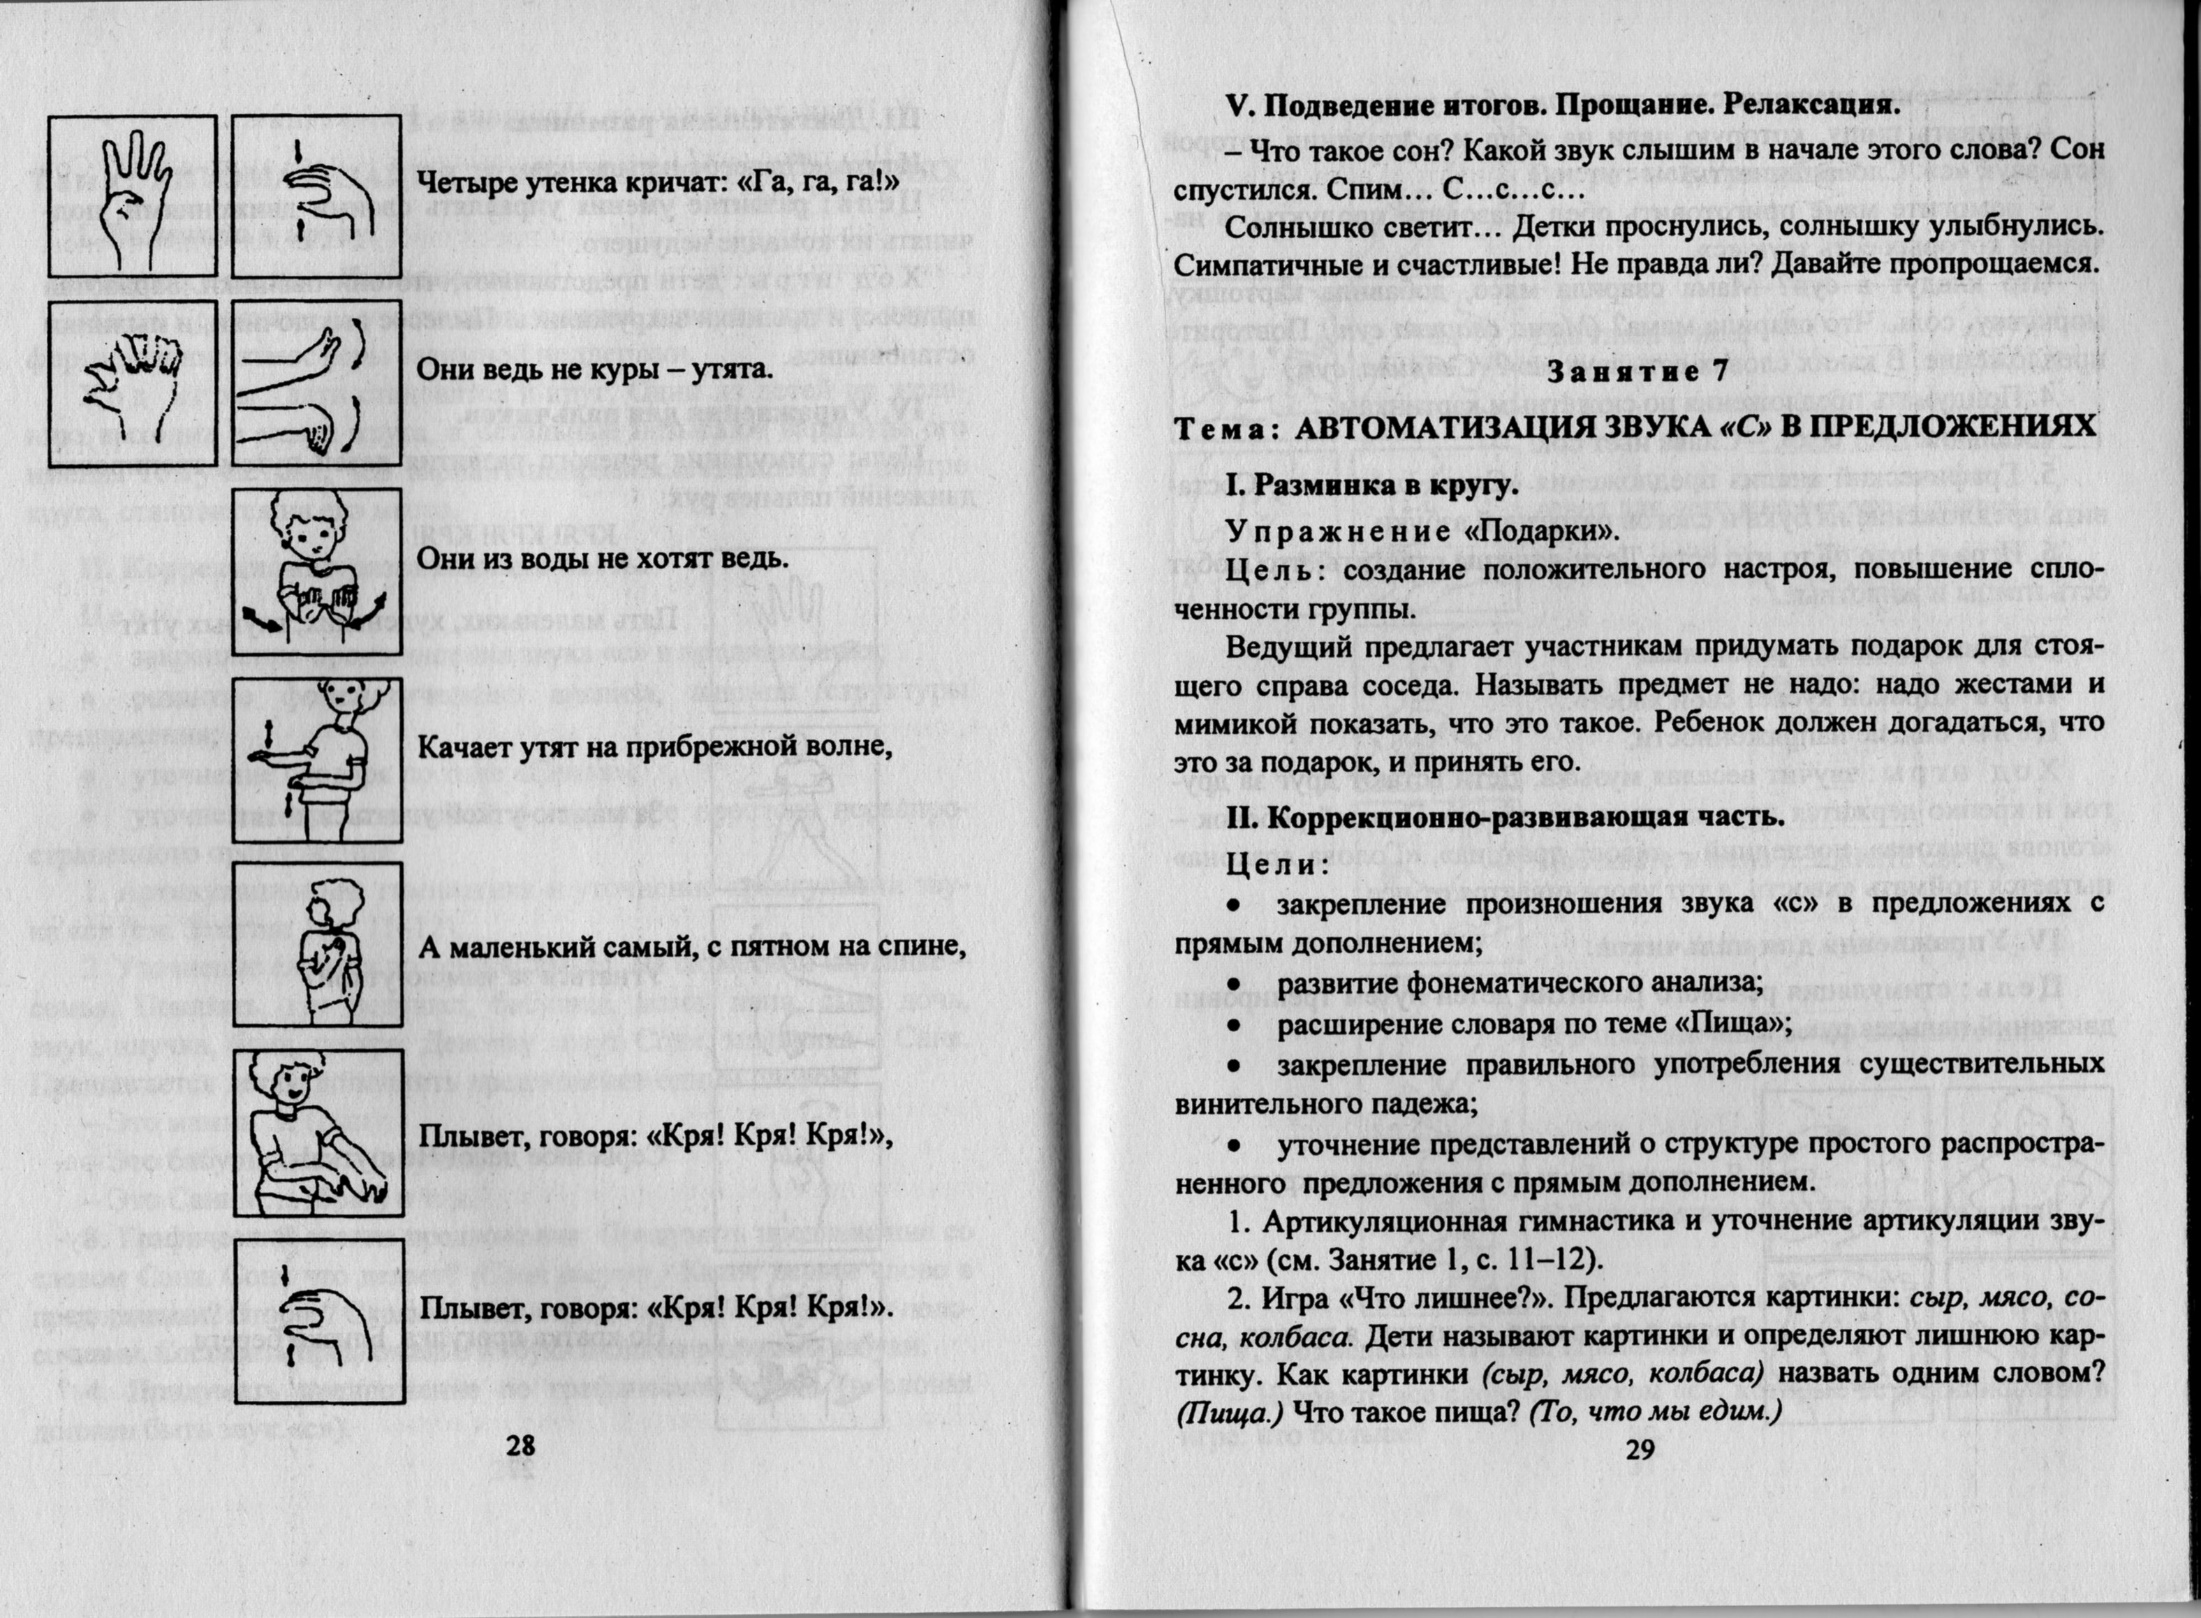 Четыре утенка кричат: «Га, га, га!»
Они ведь не куры – утята.
Они из воды не хотят ведь.
Качает утят на прибрежной волне,
А маленький самый, с пятном на спине,
Плывет, говоря: «Кря! Кря! Кря!»,
Плывет, говоря: «Кря! Кря! Кря!».
28
V. Подведение итогов. Прощание. Релаксация.
– Что такое сон? Какой звук слышим в начале этого слова? Сон
спустился. Спим... С...с...с...
Солнышко светит... Детки проснулись, солнышку улыбнулись.
Симпатичные и счастливые! Не правда ли? Давайте пропрощаемся.
Занятие 7
Тема: АВТОМАТИЗАЦИЯ ЗВУКА «С» В ПРЕДЛОЖЕНИЯХ
I. Разминка в кругу.
Упражнение «Подарки».
Цель: создание положительного настроя, повышение спло-
ченности группы.
Ведущий предлагает участникам придумать подарок для стоя-
щего справа соседа. Называть предмет не надо: надо жестами и
мимикой показать, что это такое. Ребенок должен догадаться, что
это за подарок, и принять его.
II. Коррекционно-развивающая часть.
Цели:
• закрепление произношения звука «с» в предложениях с
прямым дополнением;
• развитие фонематического анализа;
• расширение словаря по теме «Пища»;
• закрепление правильного употребления существительных
винительного падежа;
• уточнение представлений о структуре простого распростра-
ненного предложения с прямым дополнением.
1. Артикуляционная гимнастика и уточнение артикуляции зву-
ка «с» (см. Занятие 1, с. 11–12).
2. Игра «Что лишнее?». Предлагаются картинки: сыр, мясо, со-
сна, колбаса. Дети называют картинки и определяют лишнюю кар-
тинку. Как картинки (сыр, мясо, колбаса) назвать одним словом?
(Пища.) Что такое пища? (То, что мы едим.)
29